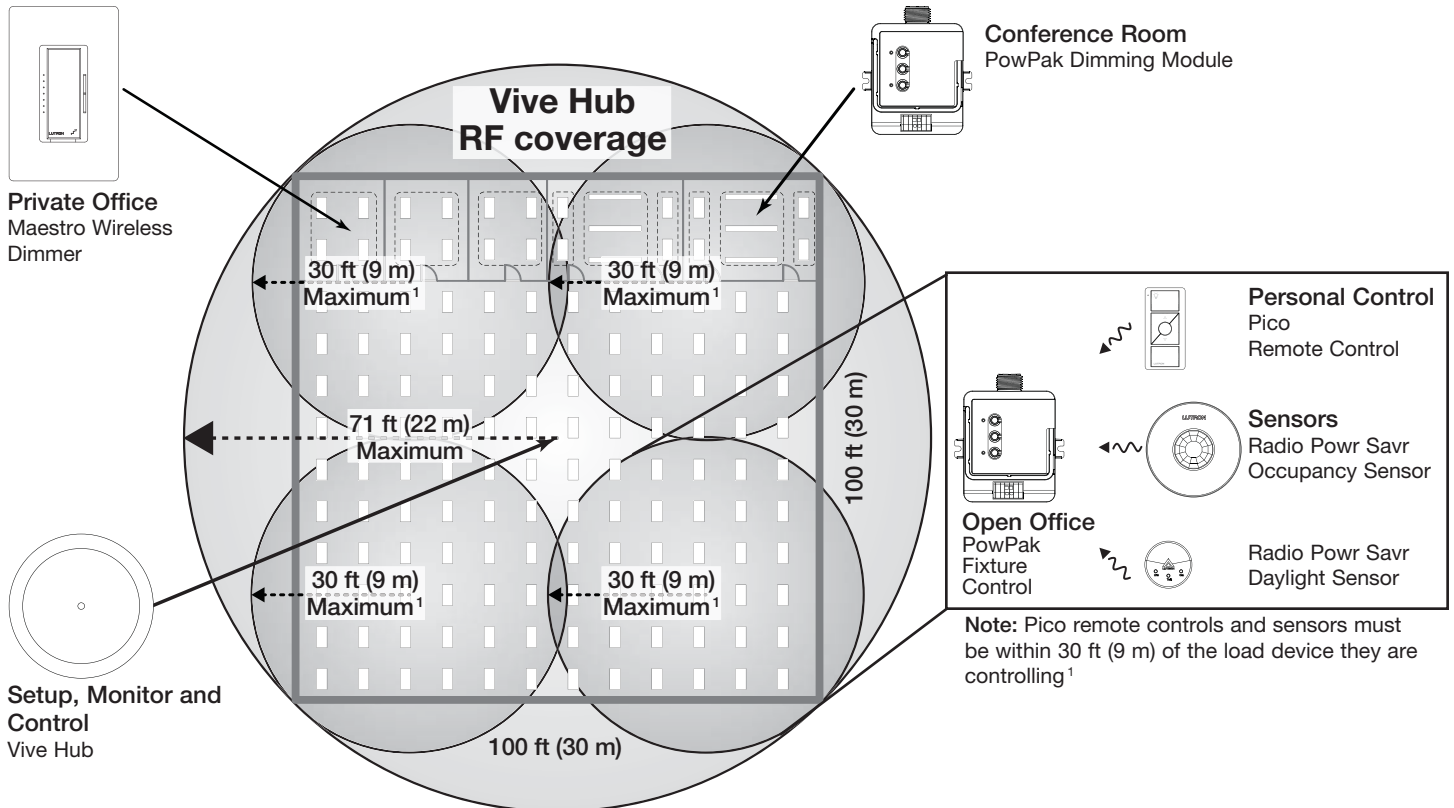 Vive Hub
RF coverage
Conference Room
PowPak Dimming Module
LUTRON
Private Office
Maestro Wireless
Dimmer
30 ft (9 m)
Maximum1
30 ft (9 m)
Maximum1
71 ft (22 m)
Maximum
100 ft (30 m)
30 ft (9 m)
Maximum1
30 ft (9 m)
Maximum1
100 ft (30 m)
Setup, Monitor and
Control
Vive Hub
Personal Control
Pico
Remote Control
LUTRON
Sensors
Radio Powr Savr
Occupancy Sensor
Open Office
PowPak
Fixture
Control
Radio Powr Savr
Daylight Sensor
Note: Pico remote controls and sensors must
be within 30 ft (9 m) of the load device they are
controlling1